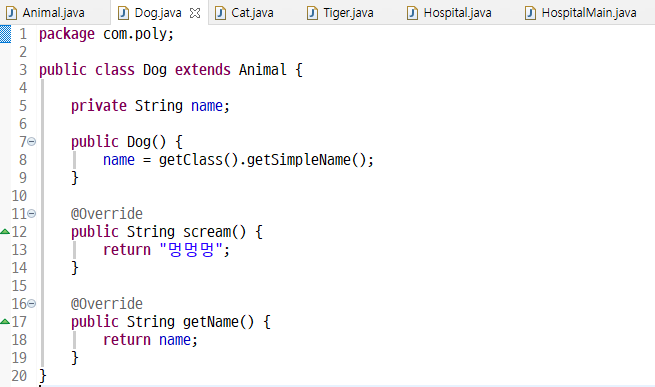 Animal.java Dog.java Cat.java Tiger.java Hospital.java HospitalMain.java
1 package com.poly;
2
3 public class Dog extends Animal {
4
5     private String name;
6
7     public Dog() {
8         name = getClass().getSimpleName();
9     }
10
11     @Override
12     public String scream() {
13         return "멍멍멍";
14     }
15
16     @Override
17     public String getName() {
18         return name;
19     }
20 }